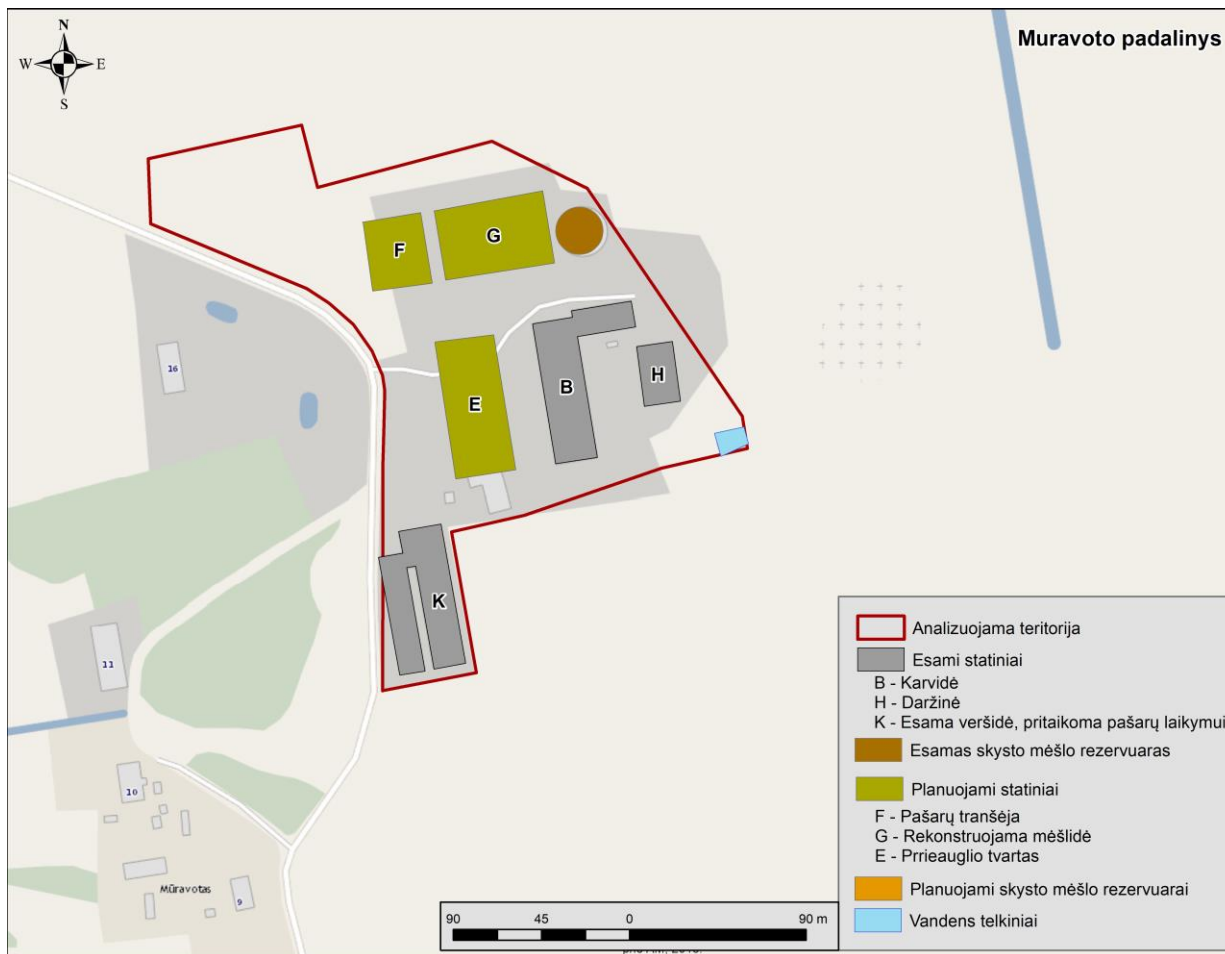 N
W E
S
Muravoto padalinys
F
G
16
B
H
E
K
11
10
Mūravotas
9
Analizuojama teritorija
Esami statiniai
B - Karvidė
H - Daržinė
K - Esama veršidė, pritaikoma pašarų laikymui
Esamas skysto mėšlo rezervuaras
Planuojami statiniai
F - Pašarų tranšėja
G - Rekonstruojama mėšlidė
E - Prrieauglio tvartas
Planuojami skysto mėšlo rezervuarai
Vandens telkiniai
90 45 0 90 m